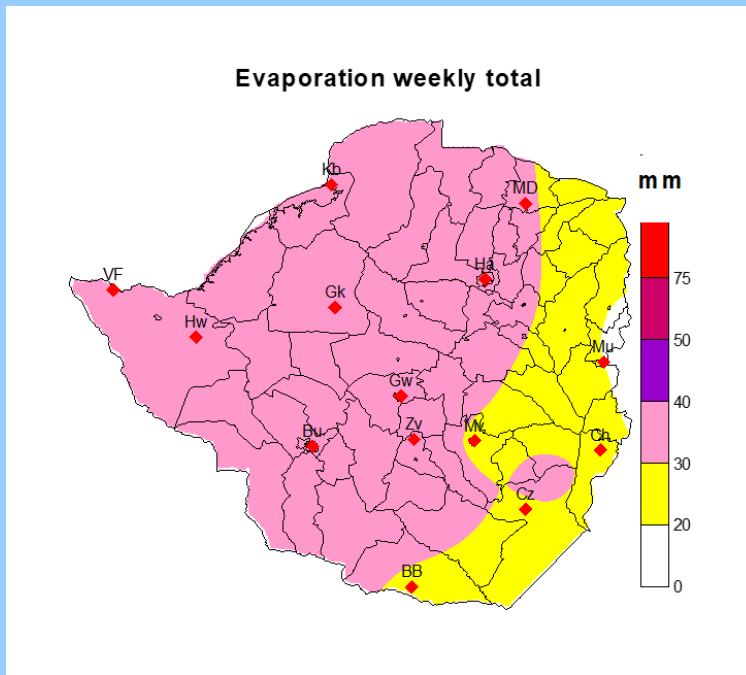 Evaporation weekly total
mm
Kb
MD
Ha
VF
Gk
Hw
Mu
Gw
Bu
Zv
Mv
Ch
Cz
BB
75
50
40
30
20
0